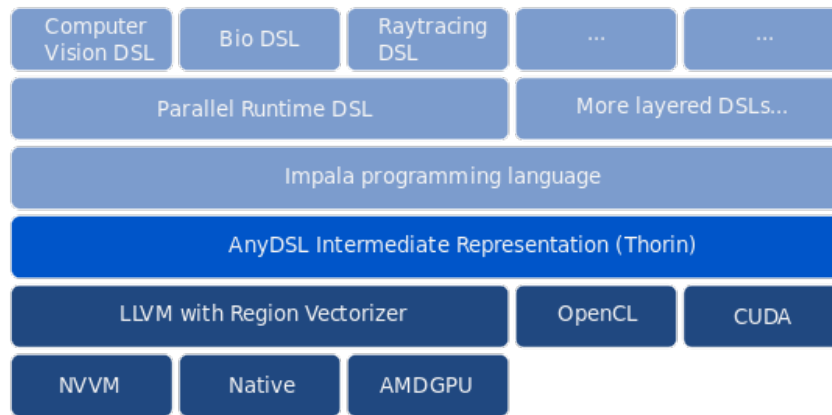 Computer
Vision DSL
Bio DSL
Raytracing
DSL
...
...
Parallel Runtime DSL
More layered DSLs...
Impala programming language
AnyDSL Intermediate Representation (Thorin)
LLVM with Region Vectorizer
OpenCL
CUDA
NVVM
Native
AMDGPU